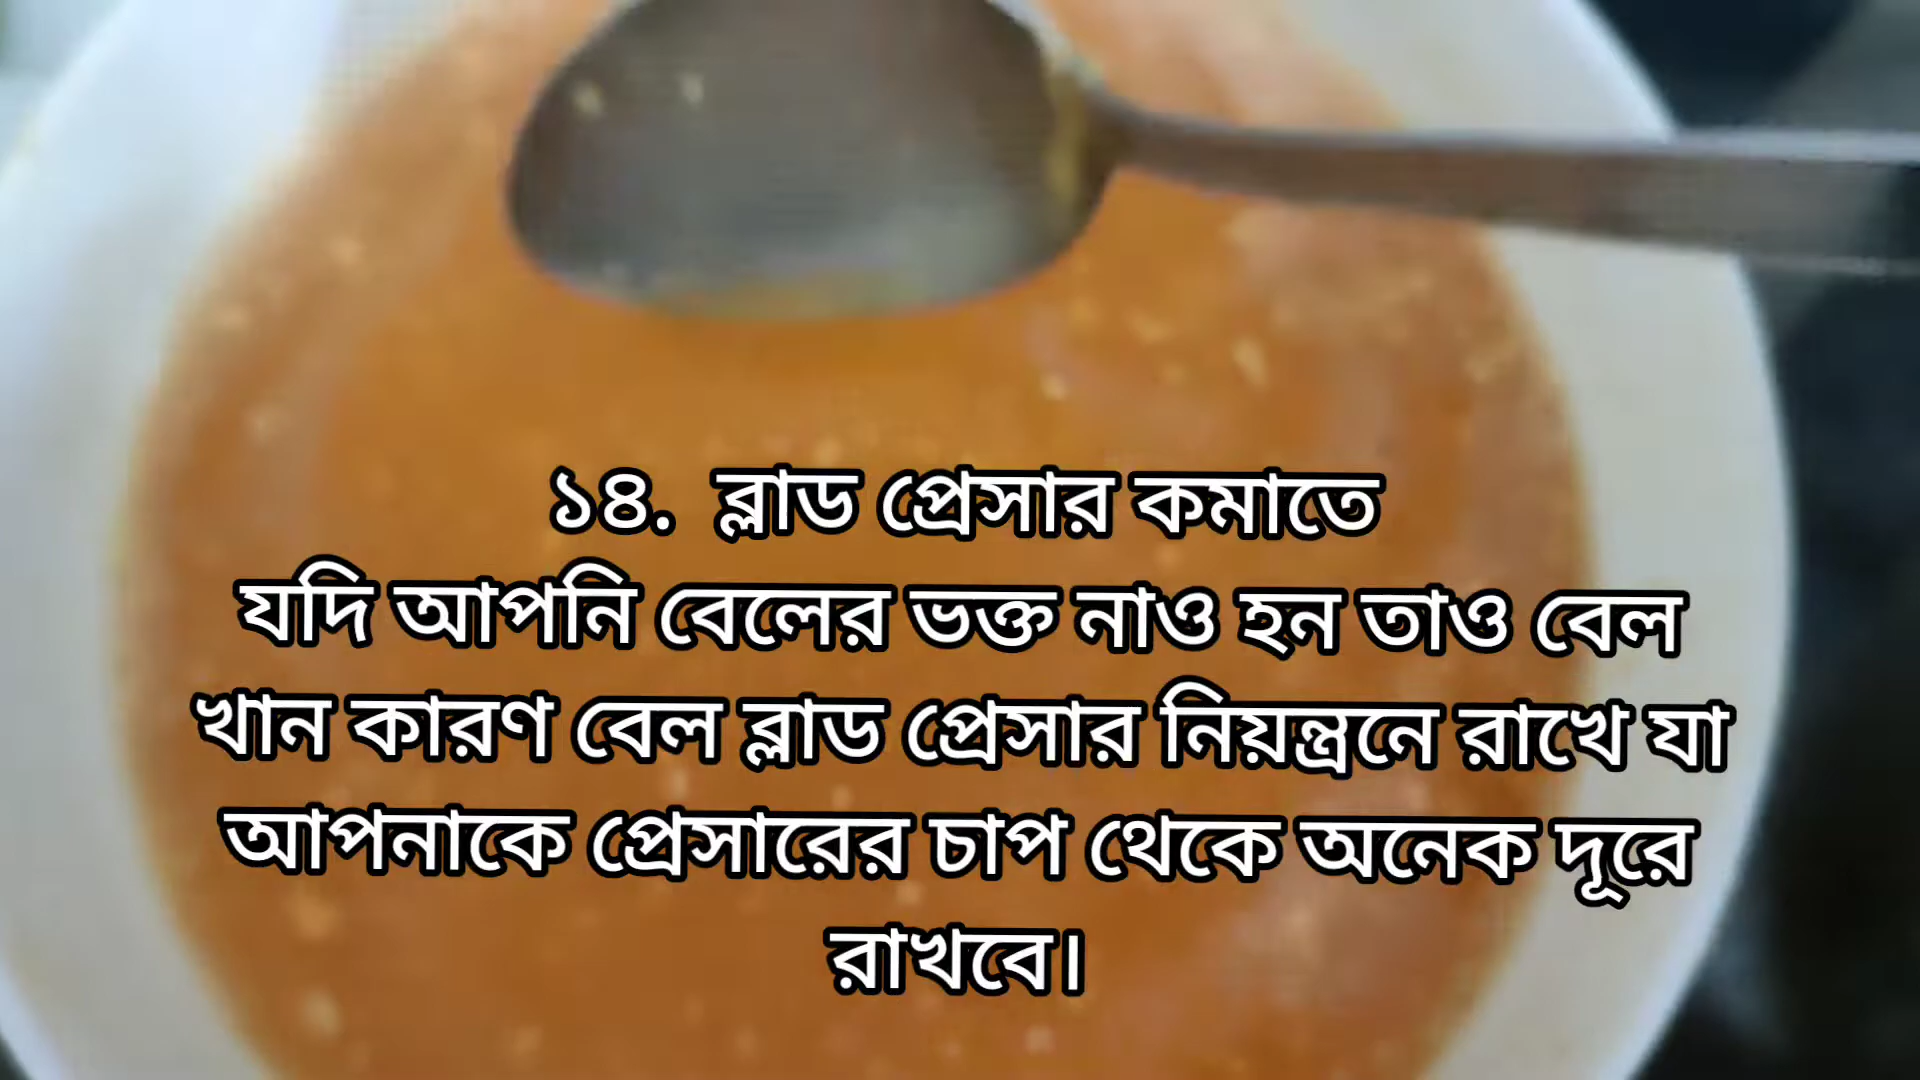 ১৪. ব্লাড প্রেসার কমাতে
যদি আপনি বেলের ভক্ত নাও হন তাও বেল
খান কারণ বেল ব্লাড প্রেসার নিয়ন্ত্রনে রাখে যা
আপনাকে প্রেসারের চাপ থেকে অনেক দূরে
রাখবে।